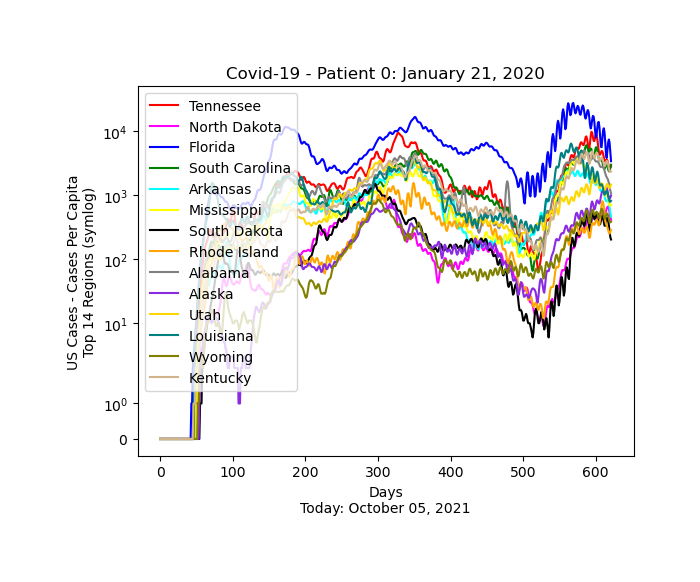 Covid-19 - Patient 0: January 21, 2020
US Cases - Cases Per Capita
Top 14 Regions (symlog)
10^4
10^3
10^2
10^1
10^0
0
Tennessee
North Dakota
Florida
South Carolina
Arkansas
Mississippi
South Dakota
Rhode Island
Alabama
Alaska
Utah
Louisiana
Wyoming
Kentucky
0 100 200 300 400 500 600
Days
Today: October 05, 2021